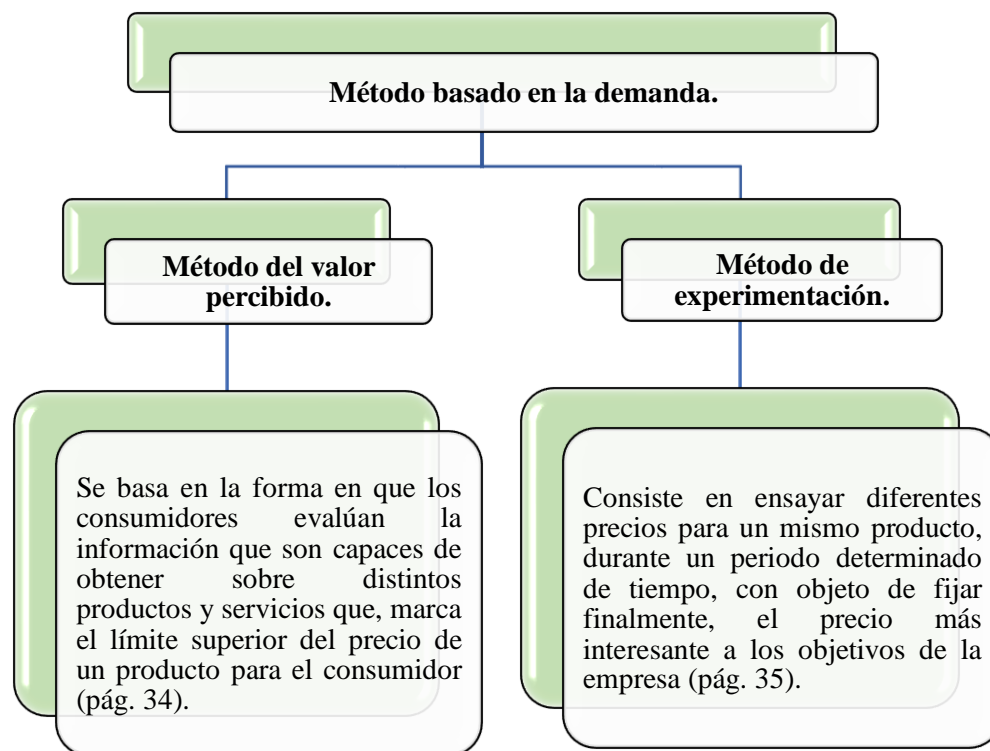 Método basado en la demanda.
Método del valor
percibido.
Método de
experimentación.
Se basa en la forma en que los
consumidores evalúan la
información que son capaces de
obtener sobre distintos
productos y servicios que, marca
el límite superior del precio de
un producto para el consumidor
(pág. 34).
Consiste en ensayar diferentes
precios para un mismo producto,
durante un periodo determinado
de tiempo, con objeto de fijar
finalmente, el precio más
interesante a los objetivos de la
empresa (pág. 35).